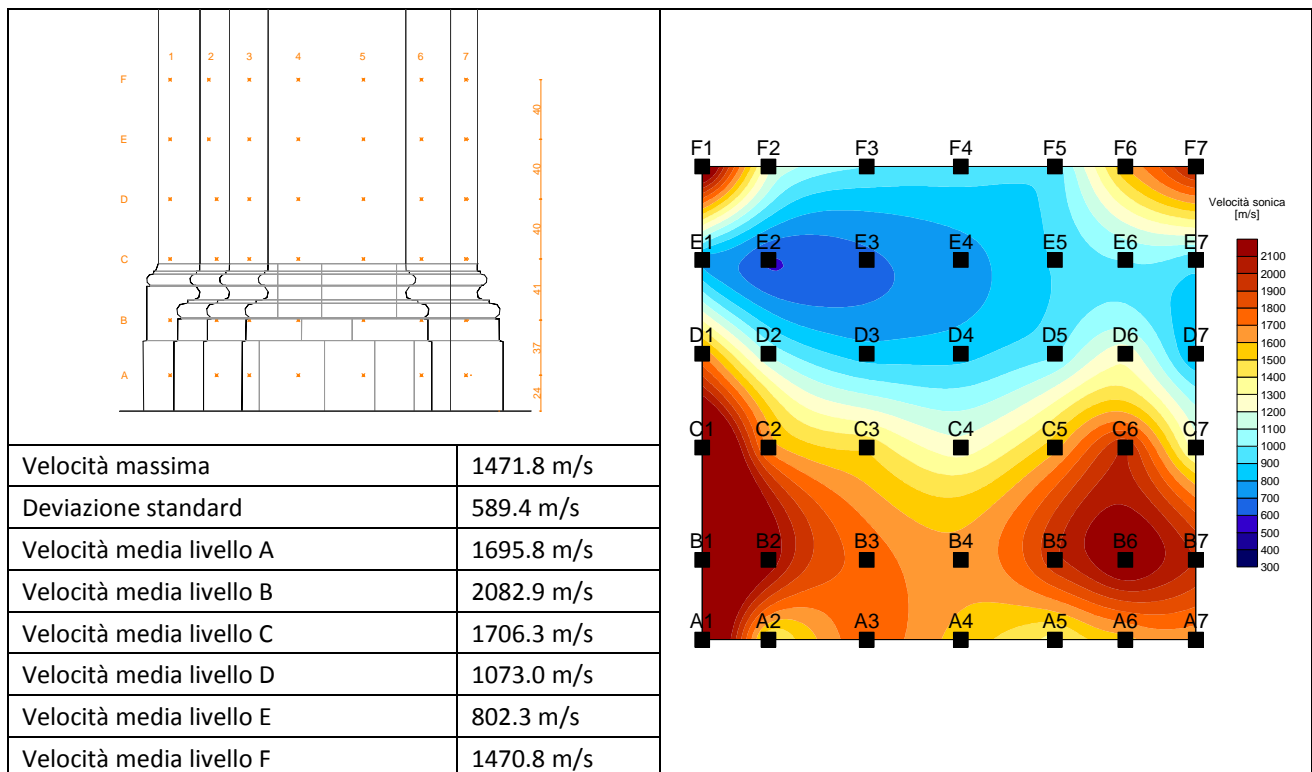 1 2 3 4 5 6 7
F
E
D
C
B
A
40
40
40
41
37
24
Velocità massima 1471.8 m/s
Deviazione standard 589.4 m/s
Velocità media livello A 1695.8 m/s
Velocità media livello B 2082.9 m/s
Velocità media livello C 1706.3 m/s
Velocità media livello D 1073.0 m/s
Velocità media livello E 802.3 m/s
Velocità media livello F 1470.8 m/s
F1 F2 F3 F4 F5 F6 F7
E1 E2 E3 E4 E5 E6 E7
D1 D2 D3 D4 D5 D6 D7
C1 C2 C3 C4 C5 C6 C7
B1 B2 B3 B4 B5 B6 B7
A1 A2 A3 A4 A5 A6 A7
Velocità sonica
[m/s]
2100
2000
1900
1800
1700
1600
1500
1400
1300
1200
1100
1000
900
800
700
600
500
400
300